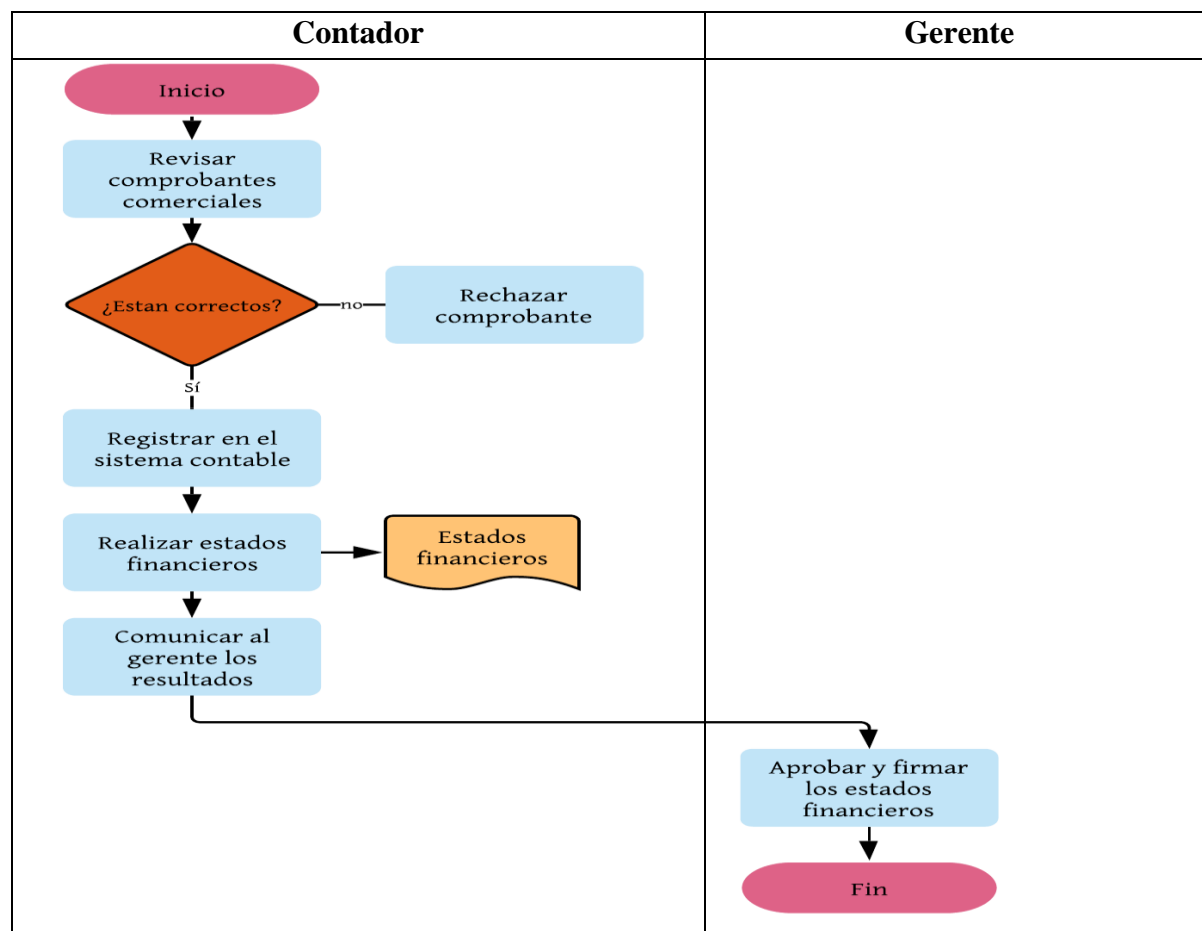 Contador
Gerente
Inicio
Revisar
comprobantes
comerciales
¿Estan correctos?
no
Rechazar
comprobante
Sí
Registrar en el
sistema contable
Realizar estados
financieros
Estados
financieros
Comunicar al
gerente los
resultados
Aprobar y firmar
los estados
financieros
Fin